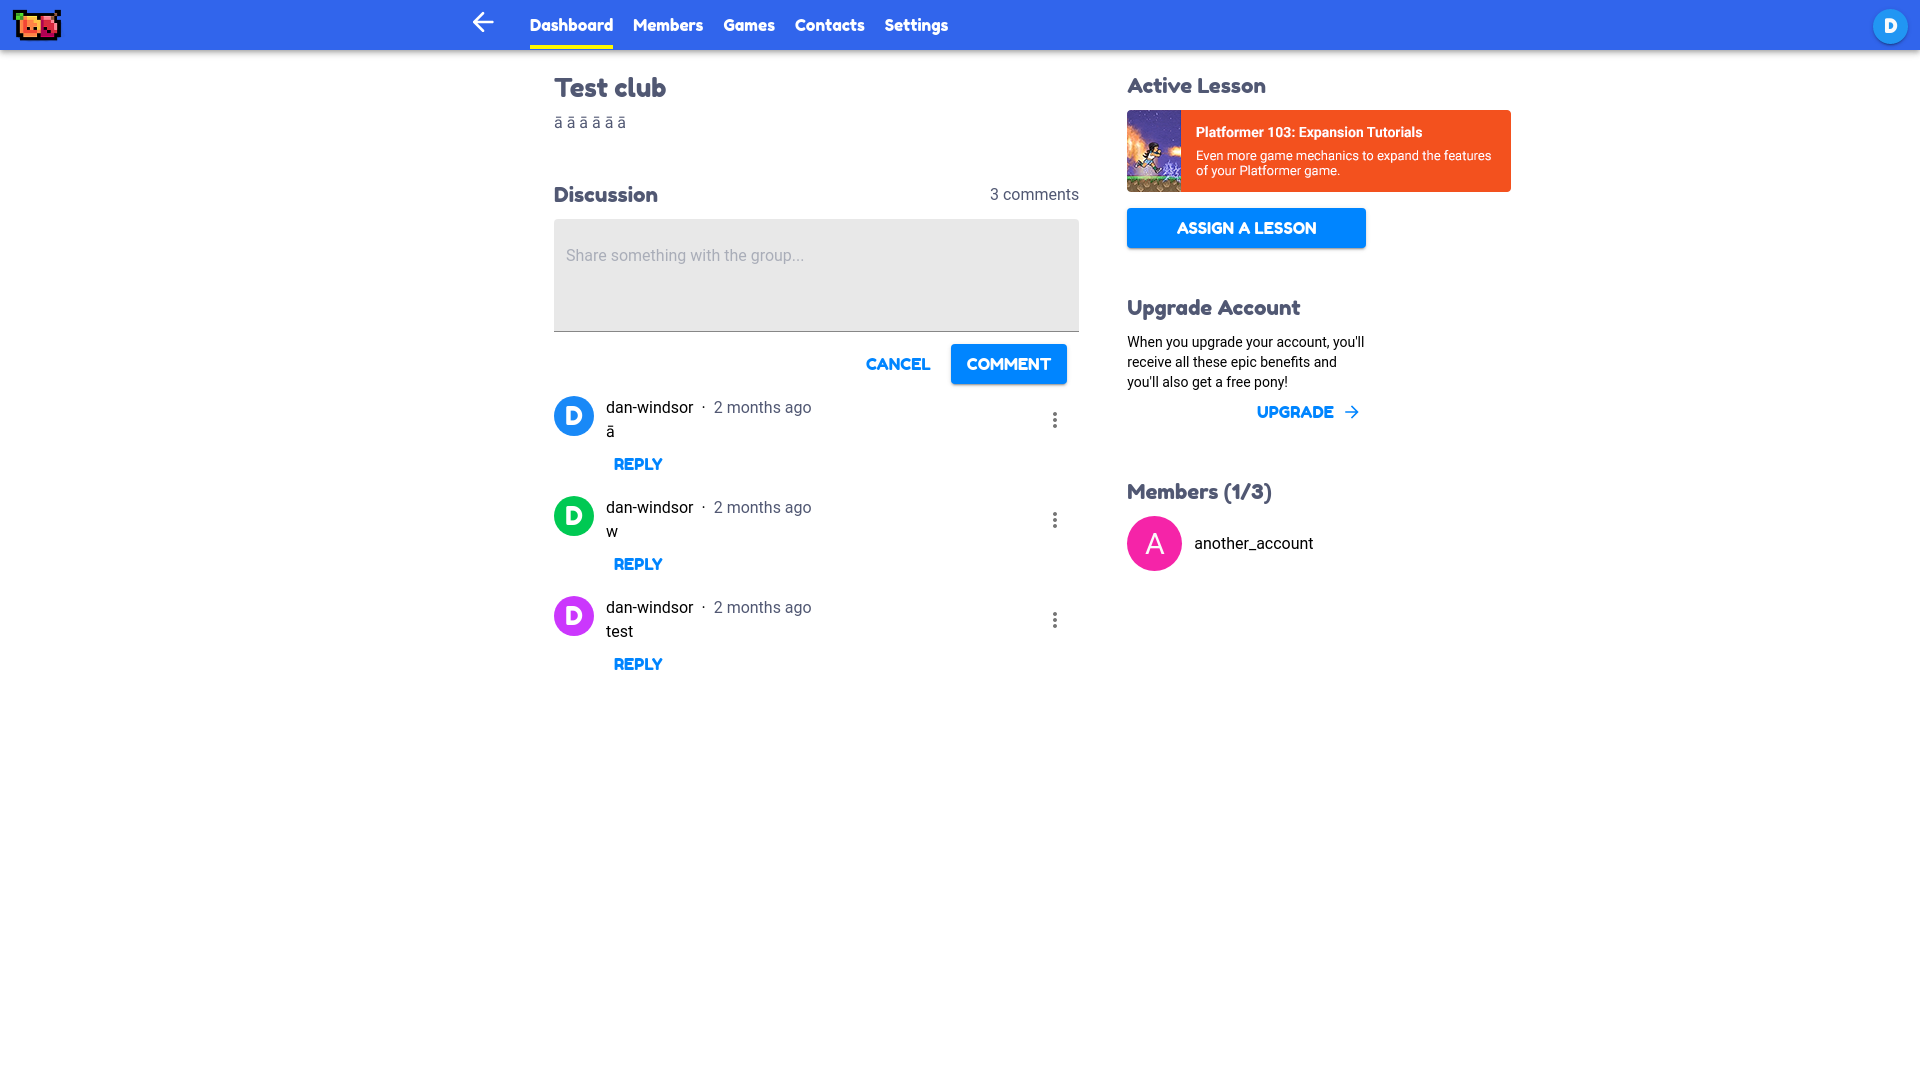 Dashboard Members Games Contacts Settings
D
Test club
ā ā ā ā ā ā
Discussion
3 comments
Share something with the group...
CANCEL
COMMENT
D
dan-windsor · 2 months ago
ā
REPLY
D
dan-windsor · 2 months ago
w
REPLY
D
dan-windsor · 2 months ago
test
REPLY
Active Lesson
Platformer 103: Expansion Tutorials
Even more game mechanics to expand the features
of your Platformer game.
ASSIGN A LESSON
Upgrade Account
When you upgrade your account, you'll
receive all these epic benefits and
you'll also get a free pony!
UPGRADE
Members (1/3)
A
another_account